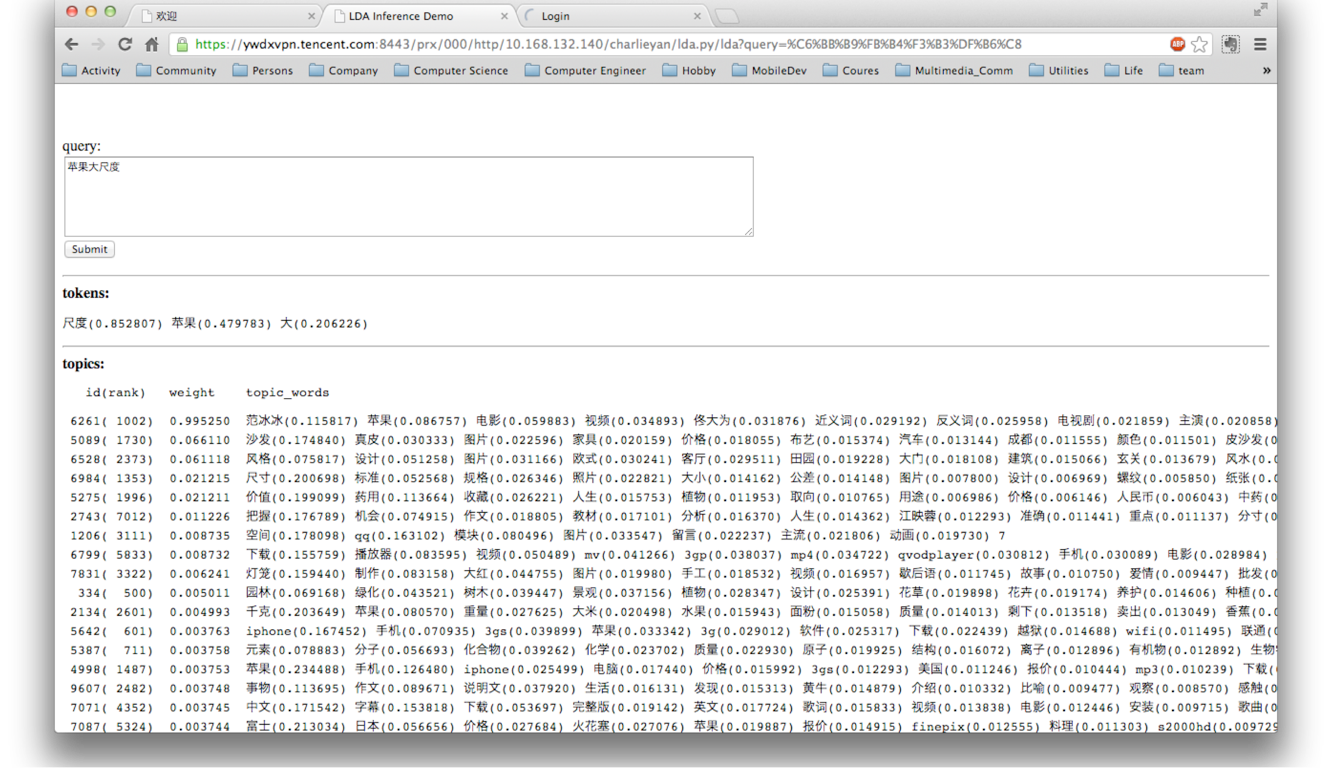 欢迎 LDA Inference Demo Login
https://ywdxvpn.tencent.com:8443/prx/000/http/10.168.132.140/charlieyan/lda.py/lda?query=%C6%BB%B9%FB%B4%F3%B3%DF%B6%C8 ABP
Activity Community Persons Company Computer Science Computer Engineer Hobby MobileDev Coures Multimedia_Comm Utilities Life team »
query:
苹果大尺度
Submit
tokens:
尺度(0.852807) 苹果(0.479783) 大(0.206226)
topics:
id(rank) weight topic_words
6261( 1002) 0.995250 范冰冰(0.115817) 苹果(0.086757) 电影(0.059883) 视频(0.034893) 佟大为(0.031876) 近义词(0.029192) 反义词(0.025958) 电视剧(0.021859) 主演(0.020858)
5089( 1730) 0.066110 沙发(0.174840) 真皮(0.030333) 图片(0.022596) 家具(0.020159) 价格(0.018055) 布艺(0.015374) 汽车(0.013144) 成都(0.011555) 颜色(0.011501) 皮沙发(0
6528( 2373) 0.061118 风格(0.075817) 设计(0.051258) 图片(0.031166) 欧式(0.030241) 客厅(0.029511) 田园(0.019228) 大门(0.018108) 建筑(0.015066) 玄关(0.013679) 风水(0.0
6984( 1353) 0.021215 尺寸(0.200698) 标准(0.052568) 规格(0.026346) 照片(0.022821) 大小(0.014162) 公差(0.014148) 图片(0.007800) 设计(0.006969) 螺纹(0.005850) 纸张(0.
5275( 1996) 0.021211 价值(0.199099) 药用(0.113664) 收藏(0.026221) 人生(0.015753) 植物(0.011953) 取向(0.010765) 用途(0.006986) 价格(0.006146) 人民币(0.006043) 中药(0
2743( 7012) 0.011226 把握(0.176789) 机会(0.074915) 作文(0.018805) 教材(0.017101) 分析(0.016370) 人生(0.014362) 江映蓉(0.012293) 准确(0.011441) 重点(0.011137) 分寸(0
1206( 3111) 0.008735 空间(0.178098) qq(0.163102) 模块(0.080496) 图片(0.033547) 留言(0.022237) 主流(0.021806) 动画(0.019730) 7
6799( 5833) 0.008732 下载(0.155759) 播放器(0.083595) 视频(0.050489) mv(0.041266) 3gp(0.038037) mp4(0.034722) qvodplayer(0.030812) 手机(0.030089) 电影(0.028984)
7831( 3322) 0.006241 灯笼(0.159440) 制作(0.083158) 大红(0.044755) 图片(0.019980) 手工(0.018532) 视频(0.016957) 歇后语(0.011745) 故事(0.010750) 爱情(0.009447) 批发(0
334( 500) 0.005011 园林(0.069168) 绿化(0.043521) 树木(0.039447) 景观(0.037156) 植物(0.028347) 设计(0.025391) 花草(0.019898) 花卉(0.019174) 养护(0.014606) 种植(0.
2134( 2601) 0.004993 千克(0.203649) 苹果(0.080570) 重量(0.027625) 大米(0.020498) 水果(0.015943) 面粉(0.015058) 质量(0.014013) 剩下(0.013518) 卖出(0.013049) 香蕉(0.
5642( 601) 0.003763 iphone(0.167452) 手机(0.070935) 3gs(0.039899) 苹果(0.033342) 3g(0.029012) 软件(0.025317) 下载(0.022439) 越狱(0.014688) wifi(0.011495) 联通(0
5387( 711) 0.003758 元素(0.078883) 分子(0.056693) 化合物(0.039262) 化学(0.023702) 质量(0.022930) 原子(0.019925) 结构(0.016072) 离子(0.012896) 有机物(0.012892) 生物
4998( 1487) 0.003753 苹果(0.234488) 手机(0.126480) iphone(0.025499) 电脑(0.017440) 价格(0.015992) 3gs(0.012293) 美国(0.011246) 报价(0.010444) mp3(0.010239) 下载(
9607( 2482) 0.003748 事物(0.113695) 作文(0.089671) 说明文(0.037920) 生活(0.016131) 发现(0.015313) 黄牛(0.014879) 介绍(0.010332) 比喻(0.009477) 观察(0.008570) 感触(0
7071( 4352) 0.003745 中文(0.171542) 字幕(0.153818) 下载(0.053697) 完整版(0.019142) 英文(0.017724) 歌词(0.015833) 视频(0.013838) 电影(0.012446) 安装(0.009715) 歌曲(0
7087( 5324) 0.003744 富士(0.213034) 日本(0.056656) 价格(0.027684) 火花塞(0.027076) 苹果(0.019887) 报价(0.014915) finepix(0.012555) 料理(0.011303) s2000hd(0.009729